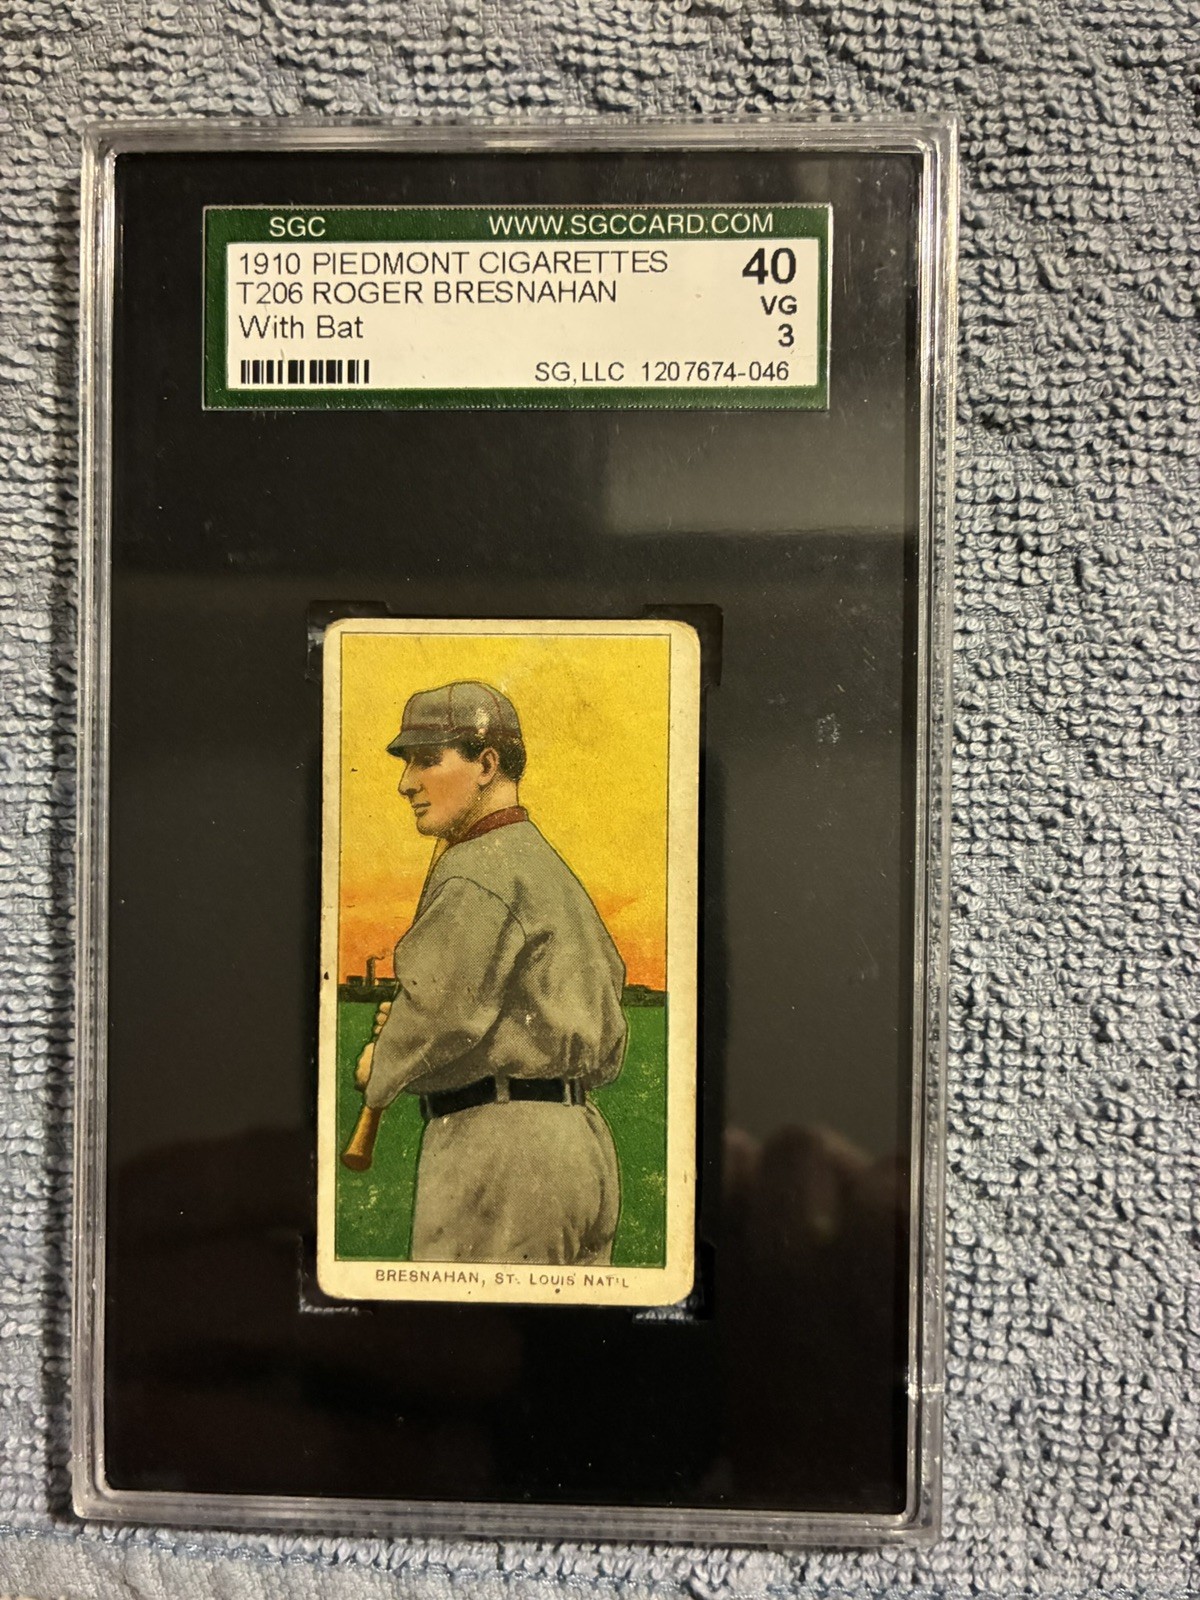 SGC WWW.SGCCARD.COM
1910 PIEDMONT CIGARETTES 40
T206 ROGER BRESNAHAN VG
With Bat 3
SG,LLC 1207674-046
BRESNAHAN, ST. LOUIS NAT'L